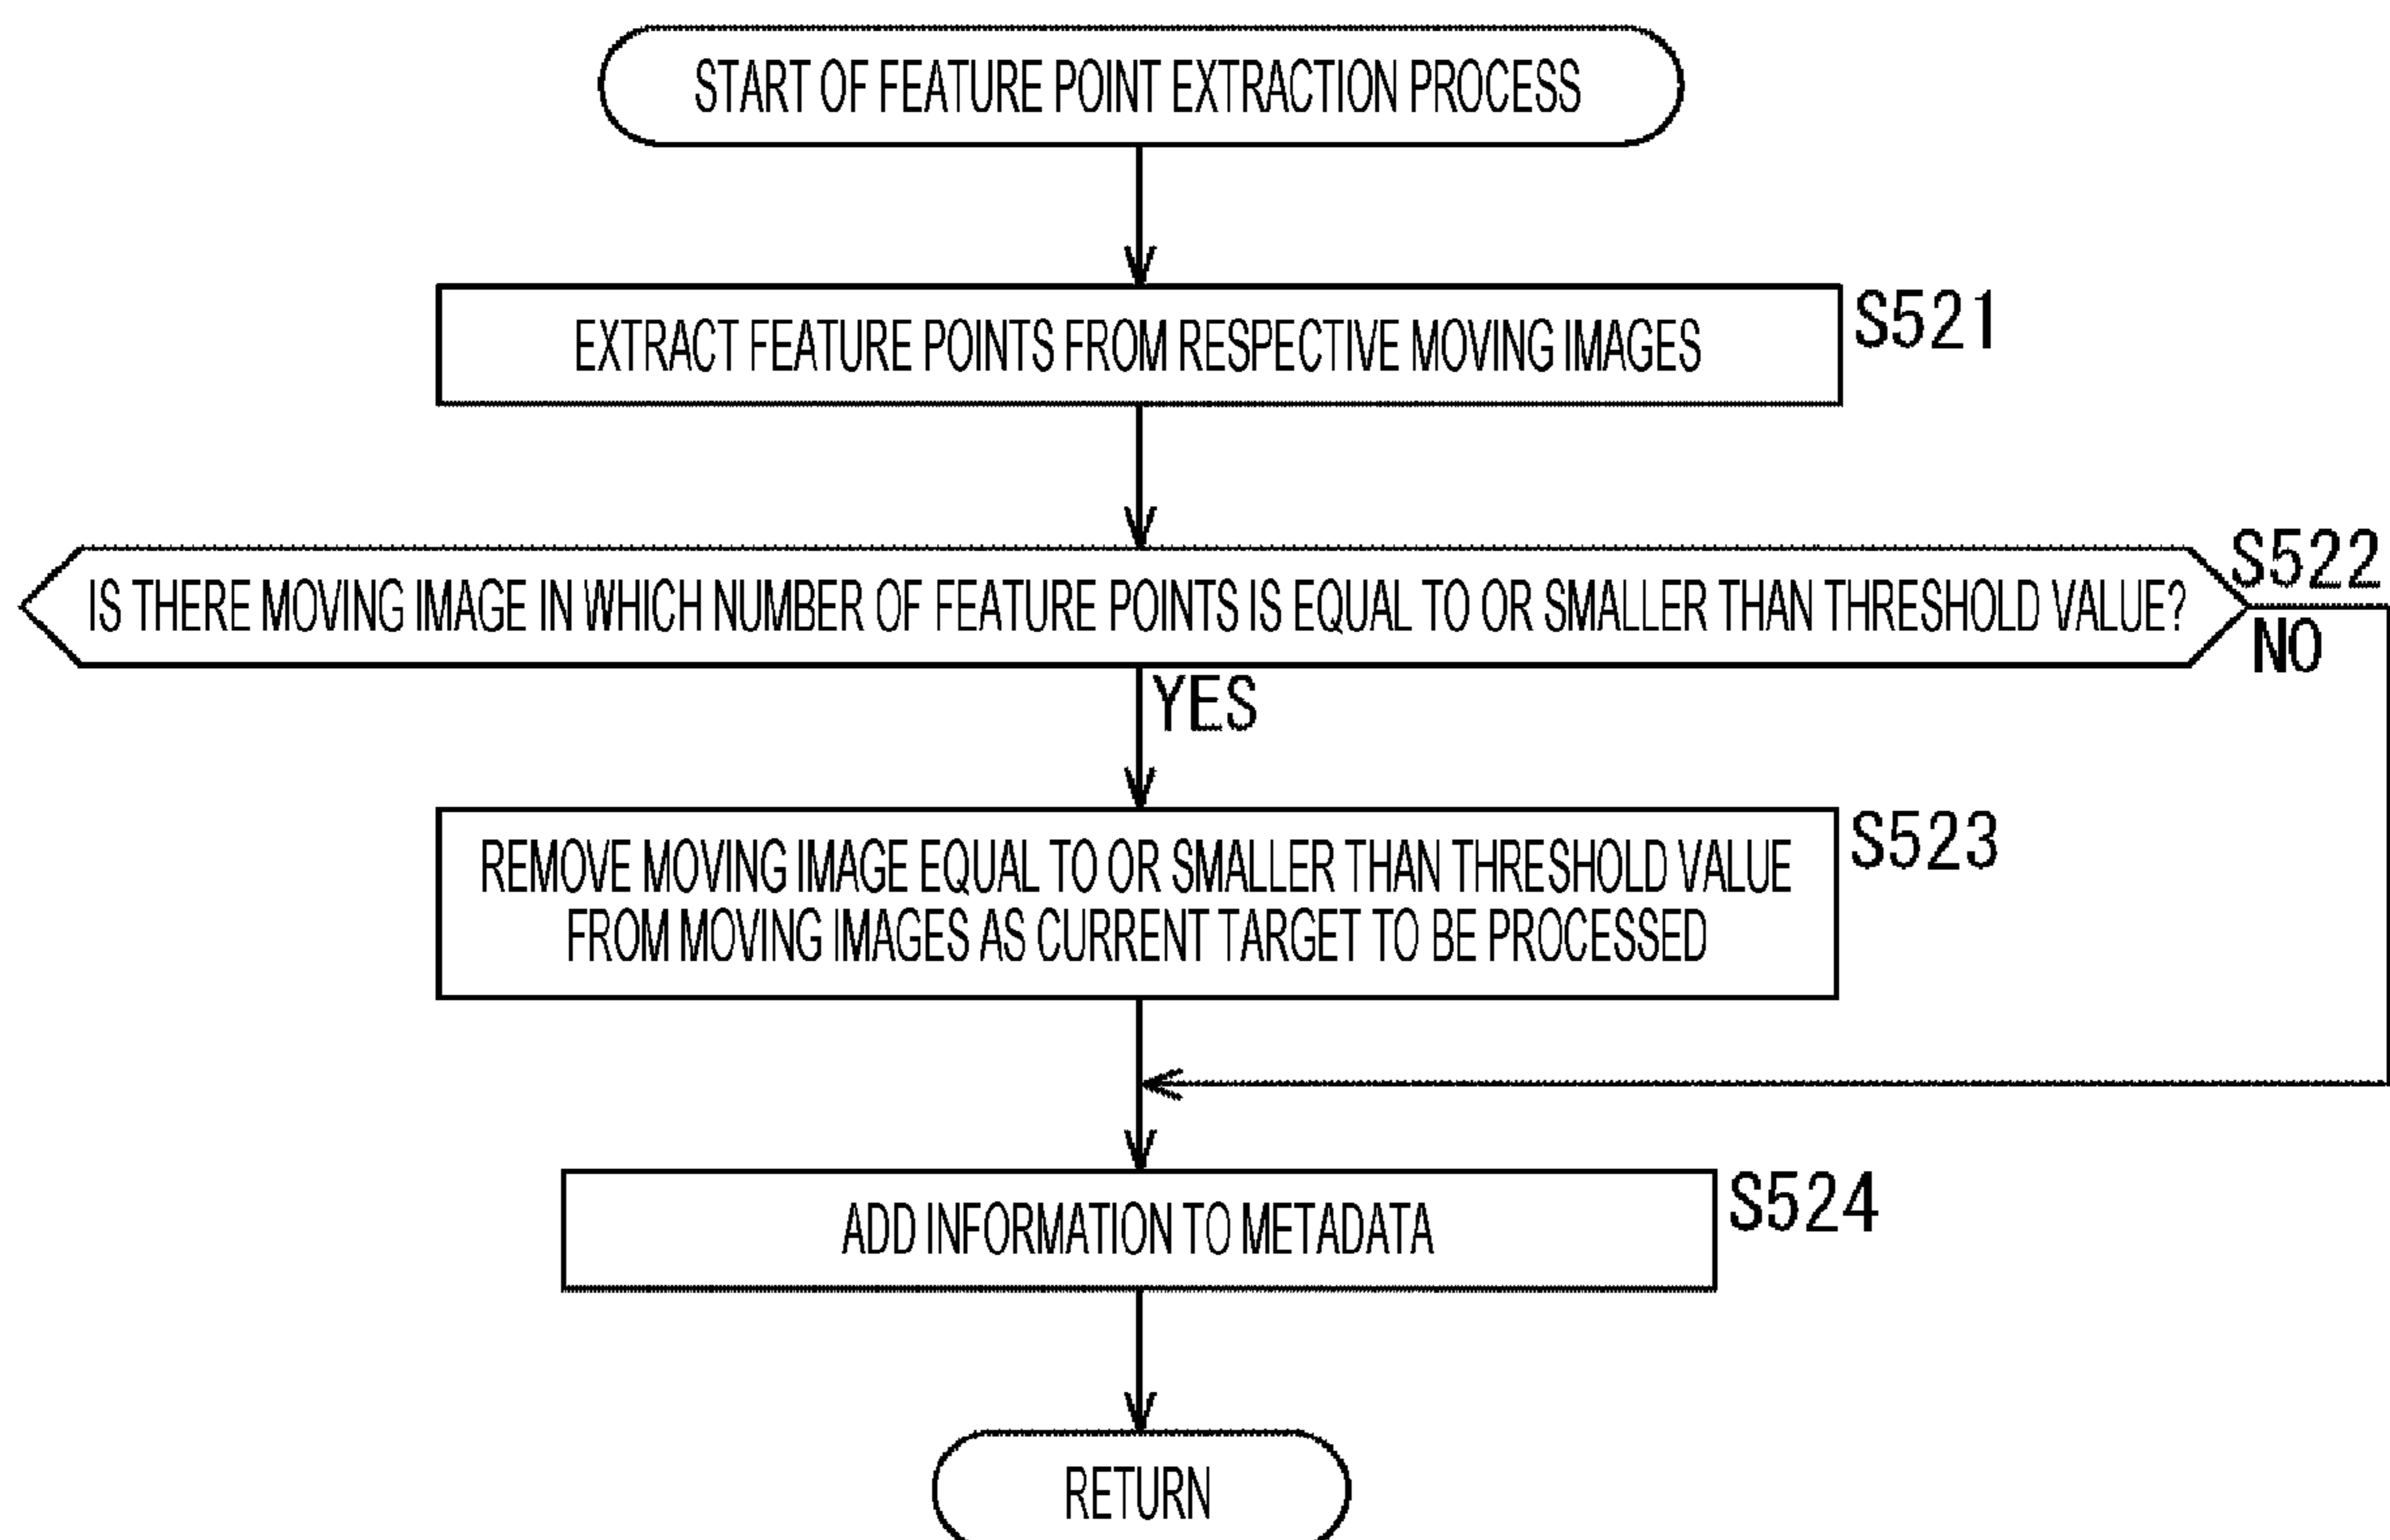 START OF FEATURE POINT EXTRACTION PROCESS
EXTRACT FEATURE POINTS FROM RESPECTIVE MOVING IMAGES
S521
IS THERE MOVING IMAGE IN WHICH NUMBER OF FEATURE POINTS IS EQUAL TO OR SMALLER THAN THRESHOLD VALUE?
S522
NO
YES
REMOVE MOVING IMAGE EQUAL TO OR SMALLER THAN THRESHOLD VALUE
FROM MOVING IMAGES AS CURRENT TARGET TO BE PROCESSED
S523
ADD INFORMATION TO METADATA
S524
RETURN